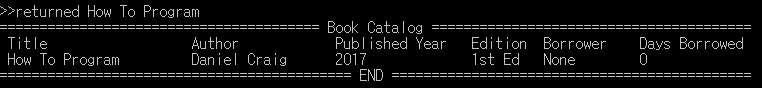 >>returned How To Program
================================= Book Catalog =================================
Title Author Published Year Edition Borrower Days Borrowed
How To Program Daniel Craig 2017 1st Ed None 0
===================================== END =====================================